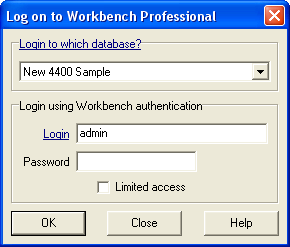 Log on to Workbench Professional
Login to which database?
New 4400 Sample
Login using Workbench authentication
Login admin
Password
Limited access
OK Close Help